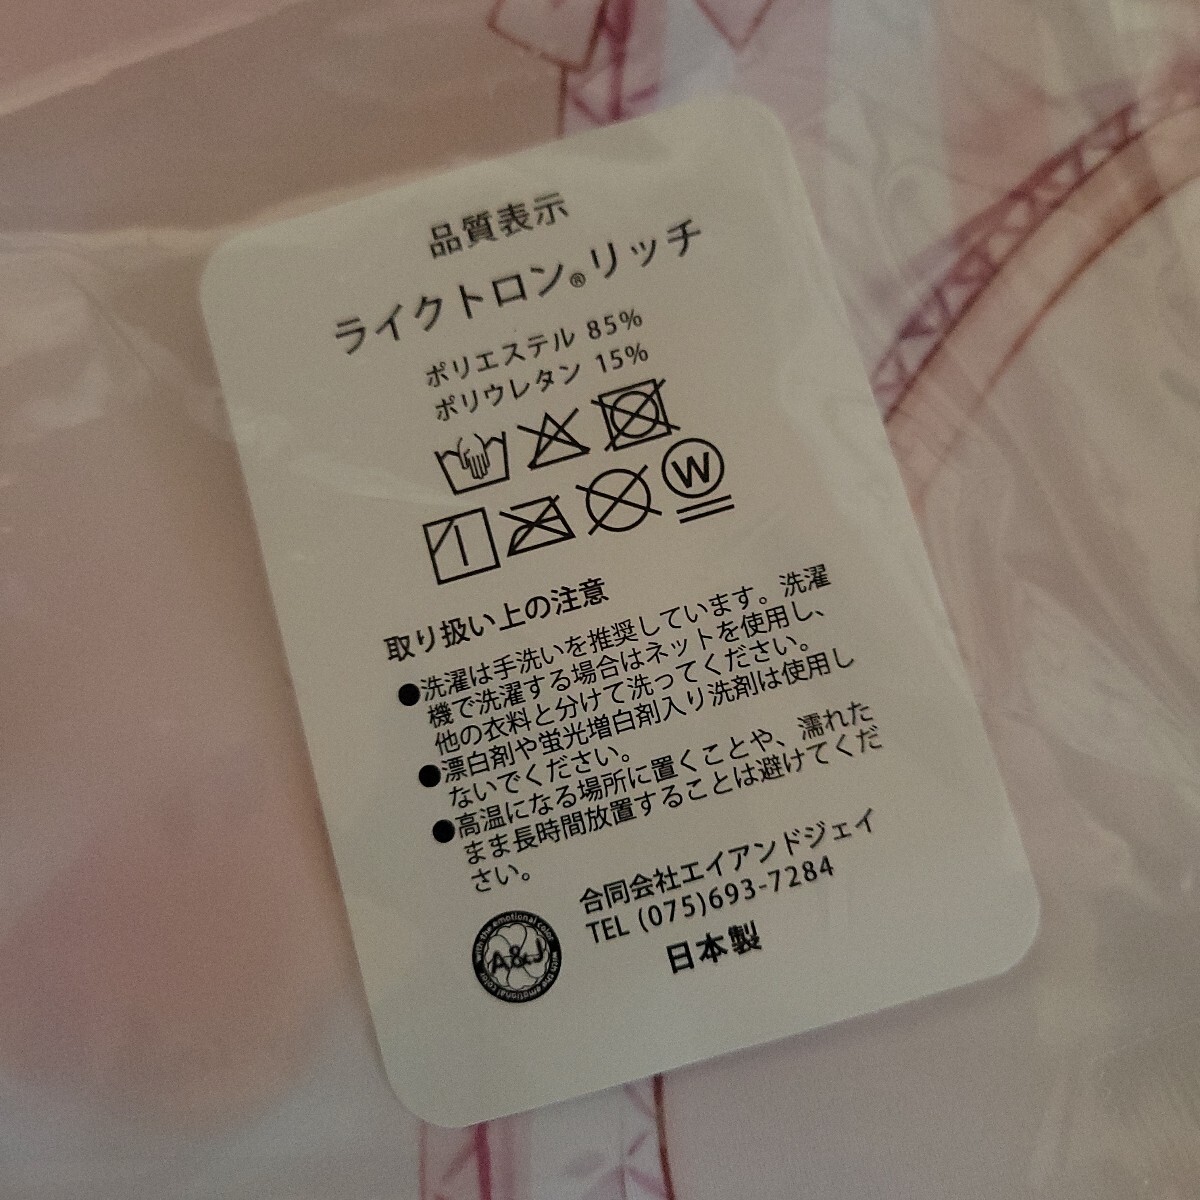 品質表示
ライクトロン®リッチ
ポリエステル 85%
ポリウレタン 15%
W
取り扱い上の注意
●洗濯は手洗いを推奨しています。洗濯
機で洗濯する場合はネットを使用し、
他の衣料と分けて洗ってください。
●漂白剤や蛍光増白剤入り洗剤は使用し
ないでください。
●高温になる場所に置くことや、濡れた
まま長時間放置することは避けてくだ
さい。
合同会社エイアンドジェイ
TEL (075)693-7284
日本製
with the emotional color
A&J
with the emotional color